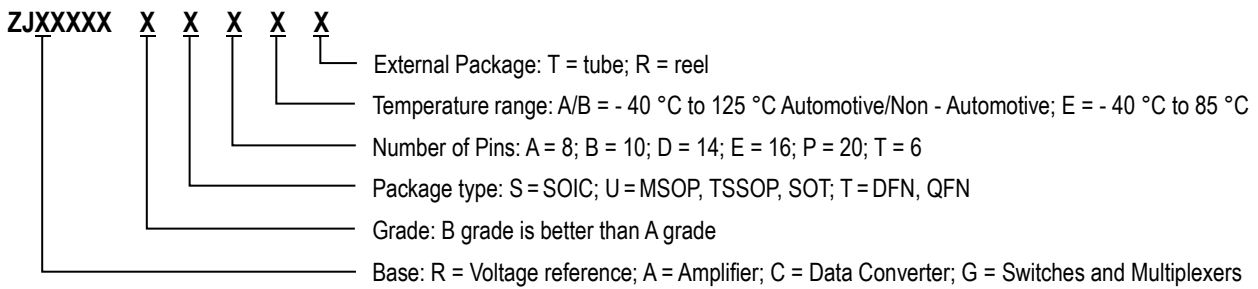 ZJXXXXX X X X X X
External Package: T = tube; R = reel
Temperature range: A/B = - 40 °C to 125 °C Automotive/Non - Automotive; E = - 40 °C to 85 °C
Number of Pins: A = 8; B = 10; D = 14; E = 16; P = 20; T = 6
Package type: S = SOIC; U = MSOP, TSSOP, SOT; T = DFN, QFN
Grade: B grade is better than A grade
Base: R = Voltage reference; A = Amplifier; C = Data Converter; G = Switches and Multiplexers